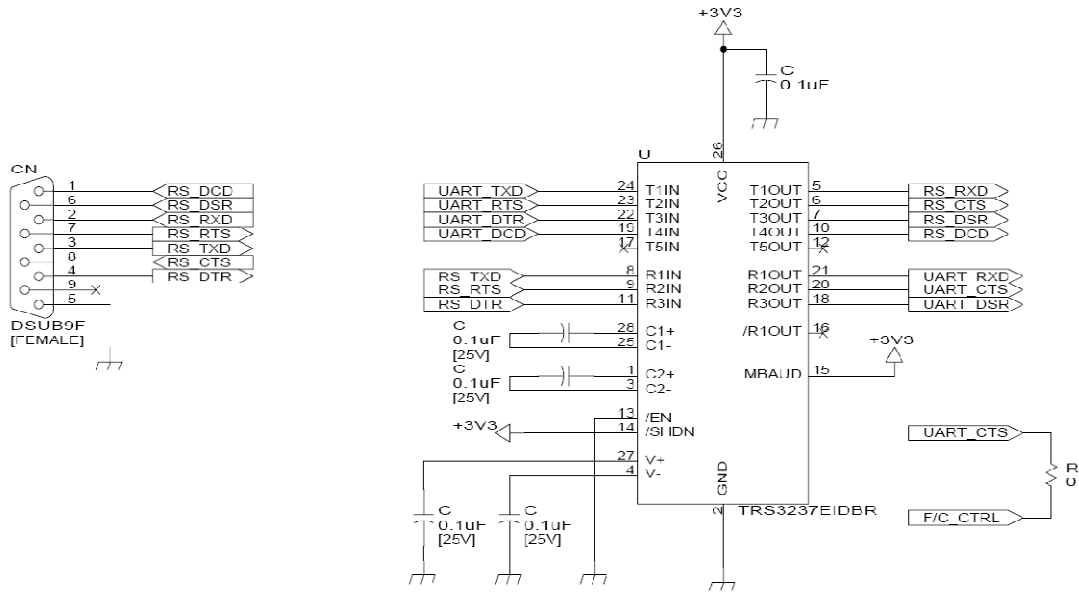 +3V3
C
0.1uF
CN
1 RS_DCD
6 RS_DSR
2 RS_RXD
7 RS_RTS
3 RS_TXD
8 RS_CTS
4 RS_DTR
9
5
DSUB9F
[FEMALE]
U
26
VCC
UART_TXD 24 T1IN T1OUT 5 RS_RXD
UART_RTS 23 T2IN T2OUT 6 RS_CTS
UART_DTR 22 T3IN T3OUT 7 RS_DSR
UART_DCD 19 T4IN T4OUT 10 RS_DCD
17 T5IN T5OUT 12
RS_TXD 8 R1IN R1OUT 21 UART_RXD
RS_RTS 9 R2IN R2OUT 20 UART_CTS
RS_DTR 11 R3IN R3OUT 18 UART_DSR
C
0.1uF
[25V]
28 C1+ /R1OUT 16
25 C1-
+3V3
C
0.1uF
[25V]
1 C2+ MBAUD 15
3 C2-
13 /EN
+3V3 14 /SHDN
UART_CTS
27 V+
4 V-
R
0
GND
2
TRS3237EIDBR
F/C_CTRL
C
0.1uF
[25V]
C
0.1uF
[25V]